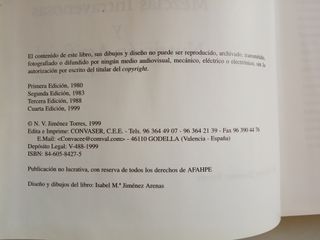 El contenido de este libro, sus dibujos y diseño no puede ser reproducido, archivado, transmitido,
fotografiado o difundido por ningún medio audiovisual, mecánico, eléctrico o electrónico, sin la
autorización por escrito del titular del copyright.
Primera Edición, 1980
Segunda Edición, 1983
Tercera Edición, 1988
Cuarta Edición, 1999
© N. V. Jiménez Torres, 1999
Edita e Imprime: CONVASER, C.E.E. - Tels. 96 364 49 07 - 96 364 21 39 - Fax 96 390 44 76
E.Mail: «Convacee@comval.com» - 46110 GODELLA (Valencia - España)
Depósito Legal: V-488-1999
ISBN: 84-605-8427-5
Publicación no lucrativa, con reserva de todos los derechos de AFAHPE
Diseño y dibujos del libro: Isabel M.ª Jiménez Arenas